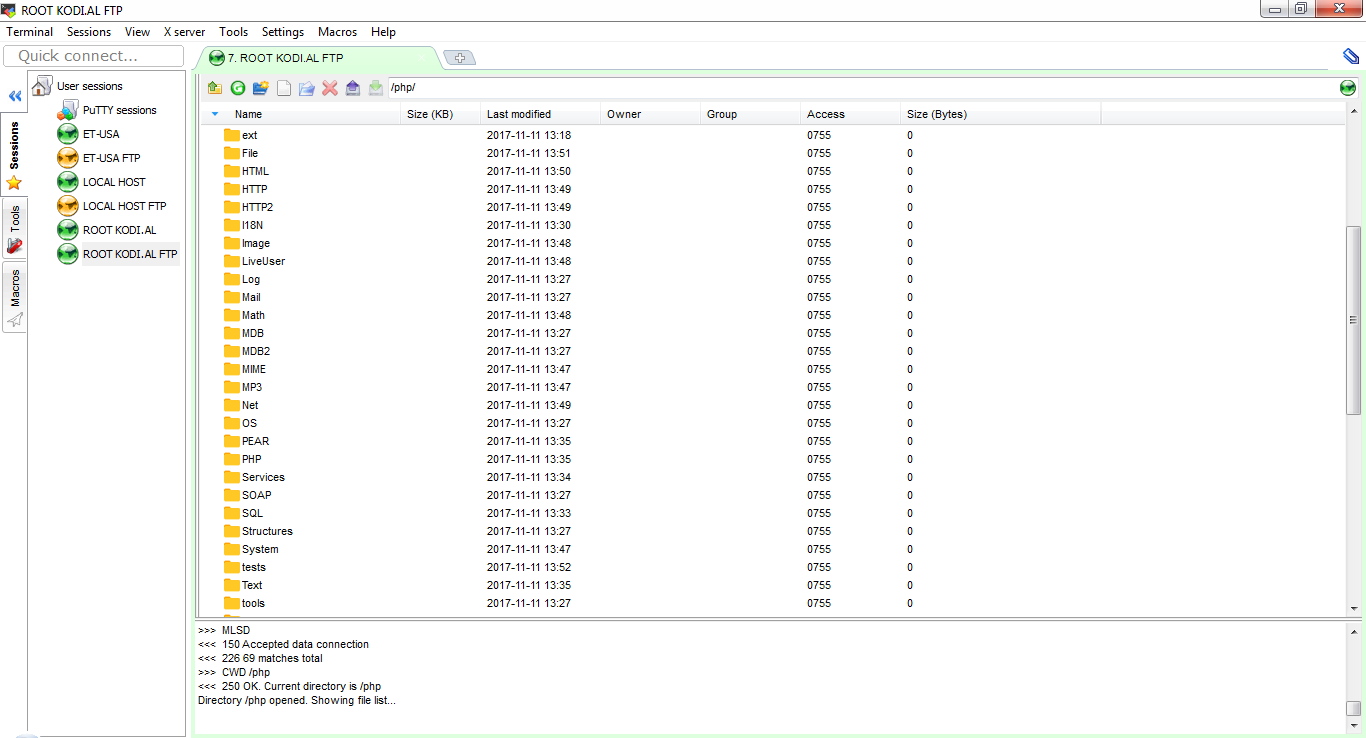 ROOT KODI.AL FTP
Terminal Sessions View X server Tools Settings Macros Help
Quick connect...
7. ROOT KODI.AL FTP
/php/
Sessions
Tools
Macros
User sessions
PuTTY sessions
ET-USA
ET-USA FTP
LOCAL HOST
LOCAL HOST FTP
ROOT KODI.AL
ROOT KODI.AL FTP
Name Size (KB) Last modified Owner Group Access Size (Bytes)
ext 2017-11-11 13:18 0755 0
File 2017-11-11 13:51 0755 0
HTML 2017-11-11 13:50 0755 0
HTTP 2017-11-11 13:49 0755 0
HTTP2 2017-11-11 13:49 0755 0
I18N 2017-11-11 13:30 0755 0
Image 2017-11-11 13:48 0755 0
LiveUser 2017-11-11 13:48 0755 0
Log 2017-11-11 13:27 0755 0
Mail 2017-11-11 13:27 0755 0
Math 2017-11-11 13:48 0755 0
MDB 2017-11-11 13:27 0755 0
MDB2 2017-11-11 13:27 0755 0
MIME 2017-11-11 13:47 0755 0
MP3 2017-11-11 13:47 0755 0
Net 2017-11-11 13:49 0755 0
OS 2017-11-11 13:27 0755 0
PEAR 2017-11-11 13:35 0755 0
PHP 2017-11-11 13:35 0755 0
Services 2017-11-11 13:34 0755 0
SOAP 2017-11-11 13:27 0755 0
SQL 2017-11-11 13:33 0755 0
Structures 2017-11-11 13:27 0755 0
System 2017-11-11 13:47 0755 0
tests 2017-11-11 13:52 0755 0
Text 2017-11-11 13:35 0755 0
tools 2017-11-11 13:27 0755 0
>>> MLSD
<<< 150 Accepted data connection
<<< 226 69 matches total
>>> CWD /php
<<< 250 OK. Current directory is /php
Directory /php opened. Showing file list...